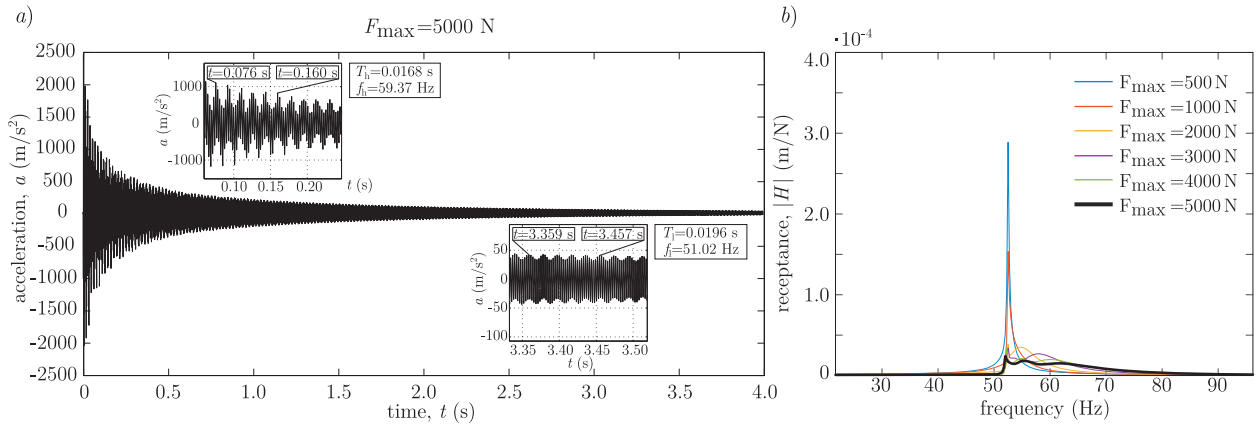 a)
F_max=5000 N
acceleration, a (m/s²)
2500
2000
1500
1000
500
0
-500
-1000
-1500
-2000
-2500
0
0.5
1.0
1.5
2.0
2.5
3.0
3.5
4.0
time, t (s)
t=0.076 s
t=0.160 s
T_h=0.0168 s
f_h=59.37 Hz
a (m/s²)
1000
0
-1000
0.10
0.15
0.20
t (s)
t=3.359 s
t=3.457 s
T_l=0.0196 s
f_l=51.02 Hz
a (m/s²)
50
0
-50
-100
3.35
3.40
3.45
3.50
t (s)
b)
·10⁻⁴
receptance, |H| (m/N)
4.0
3.0
2.0
1.0
0
30
40
50
60
70
80
90
frequency (Hz)
F_max=500 N
F_max=1000 N
F_max=2000 N
F_max=3000 N
F_max=4000 N
F_max=5000 N